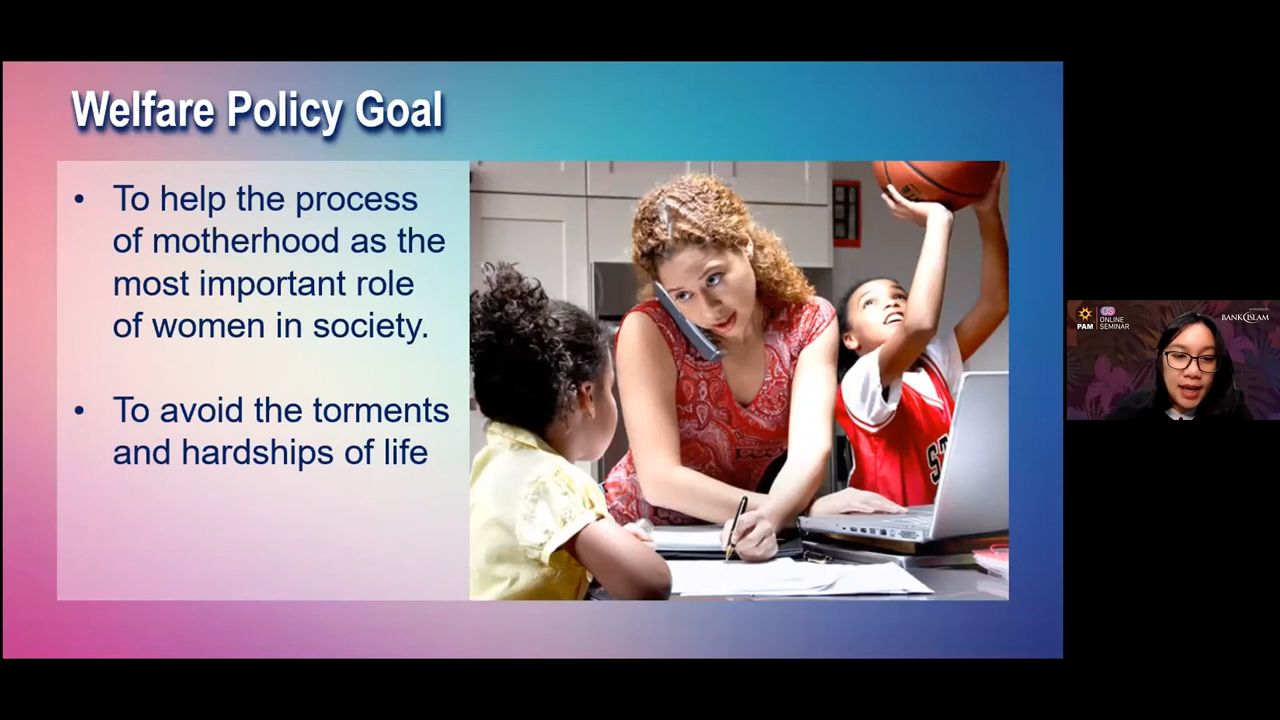 Welfare Policy Goal
• To help the process
of motherhood as the
most important role
of women in society.
• To avoid the torments
and hardships of life
PAM
QS
ONLINE
SEMINAR
BANK ISLAM